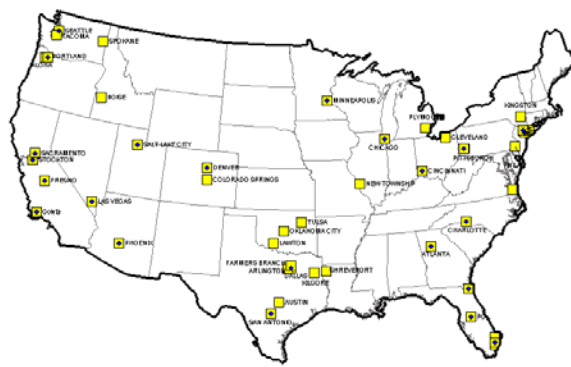 SEATTLE
TACOMA
SPOKANE
PORTLAND
BOISE
MINNEAPOLIS
KINGSTON
PLYMOUTH
CLEVELAND
CHICAGO
PITTSBURGH
SACRAMENTO
STOCKTON
SALT LAKE CITY
DENVER
CINCINNATI
FRESNO
COLORADO SPRINGS
NEW TOWNSHIP
LAS VEGAS
TULSA
OKLAHOMA CITY
CHARLOTTE
PHOENIX
LAWTON
ATLANTA
FARMERS BRANCH
ARLINGTON
DALLAS
SHREVEPORT
KILGORE
AUSTIN
SAN ANTONIO
PO